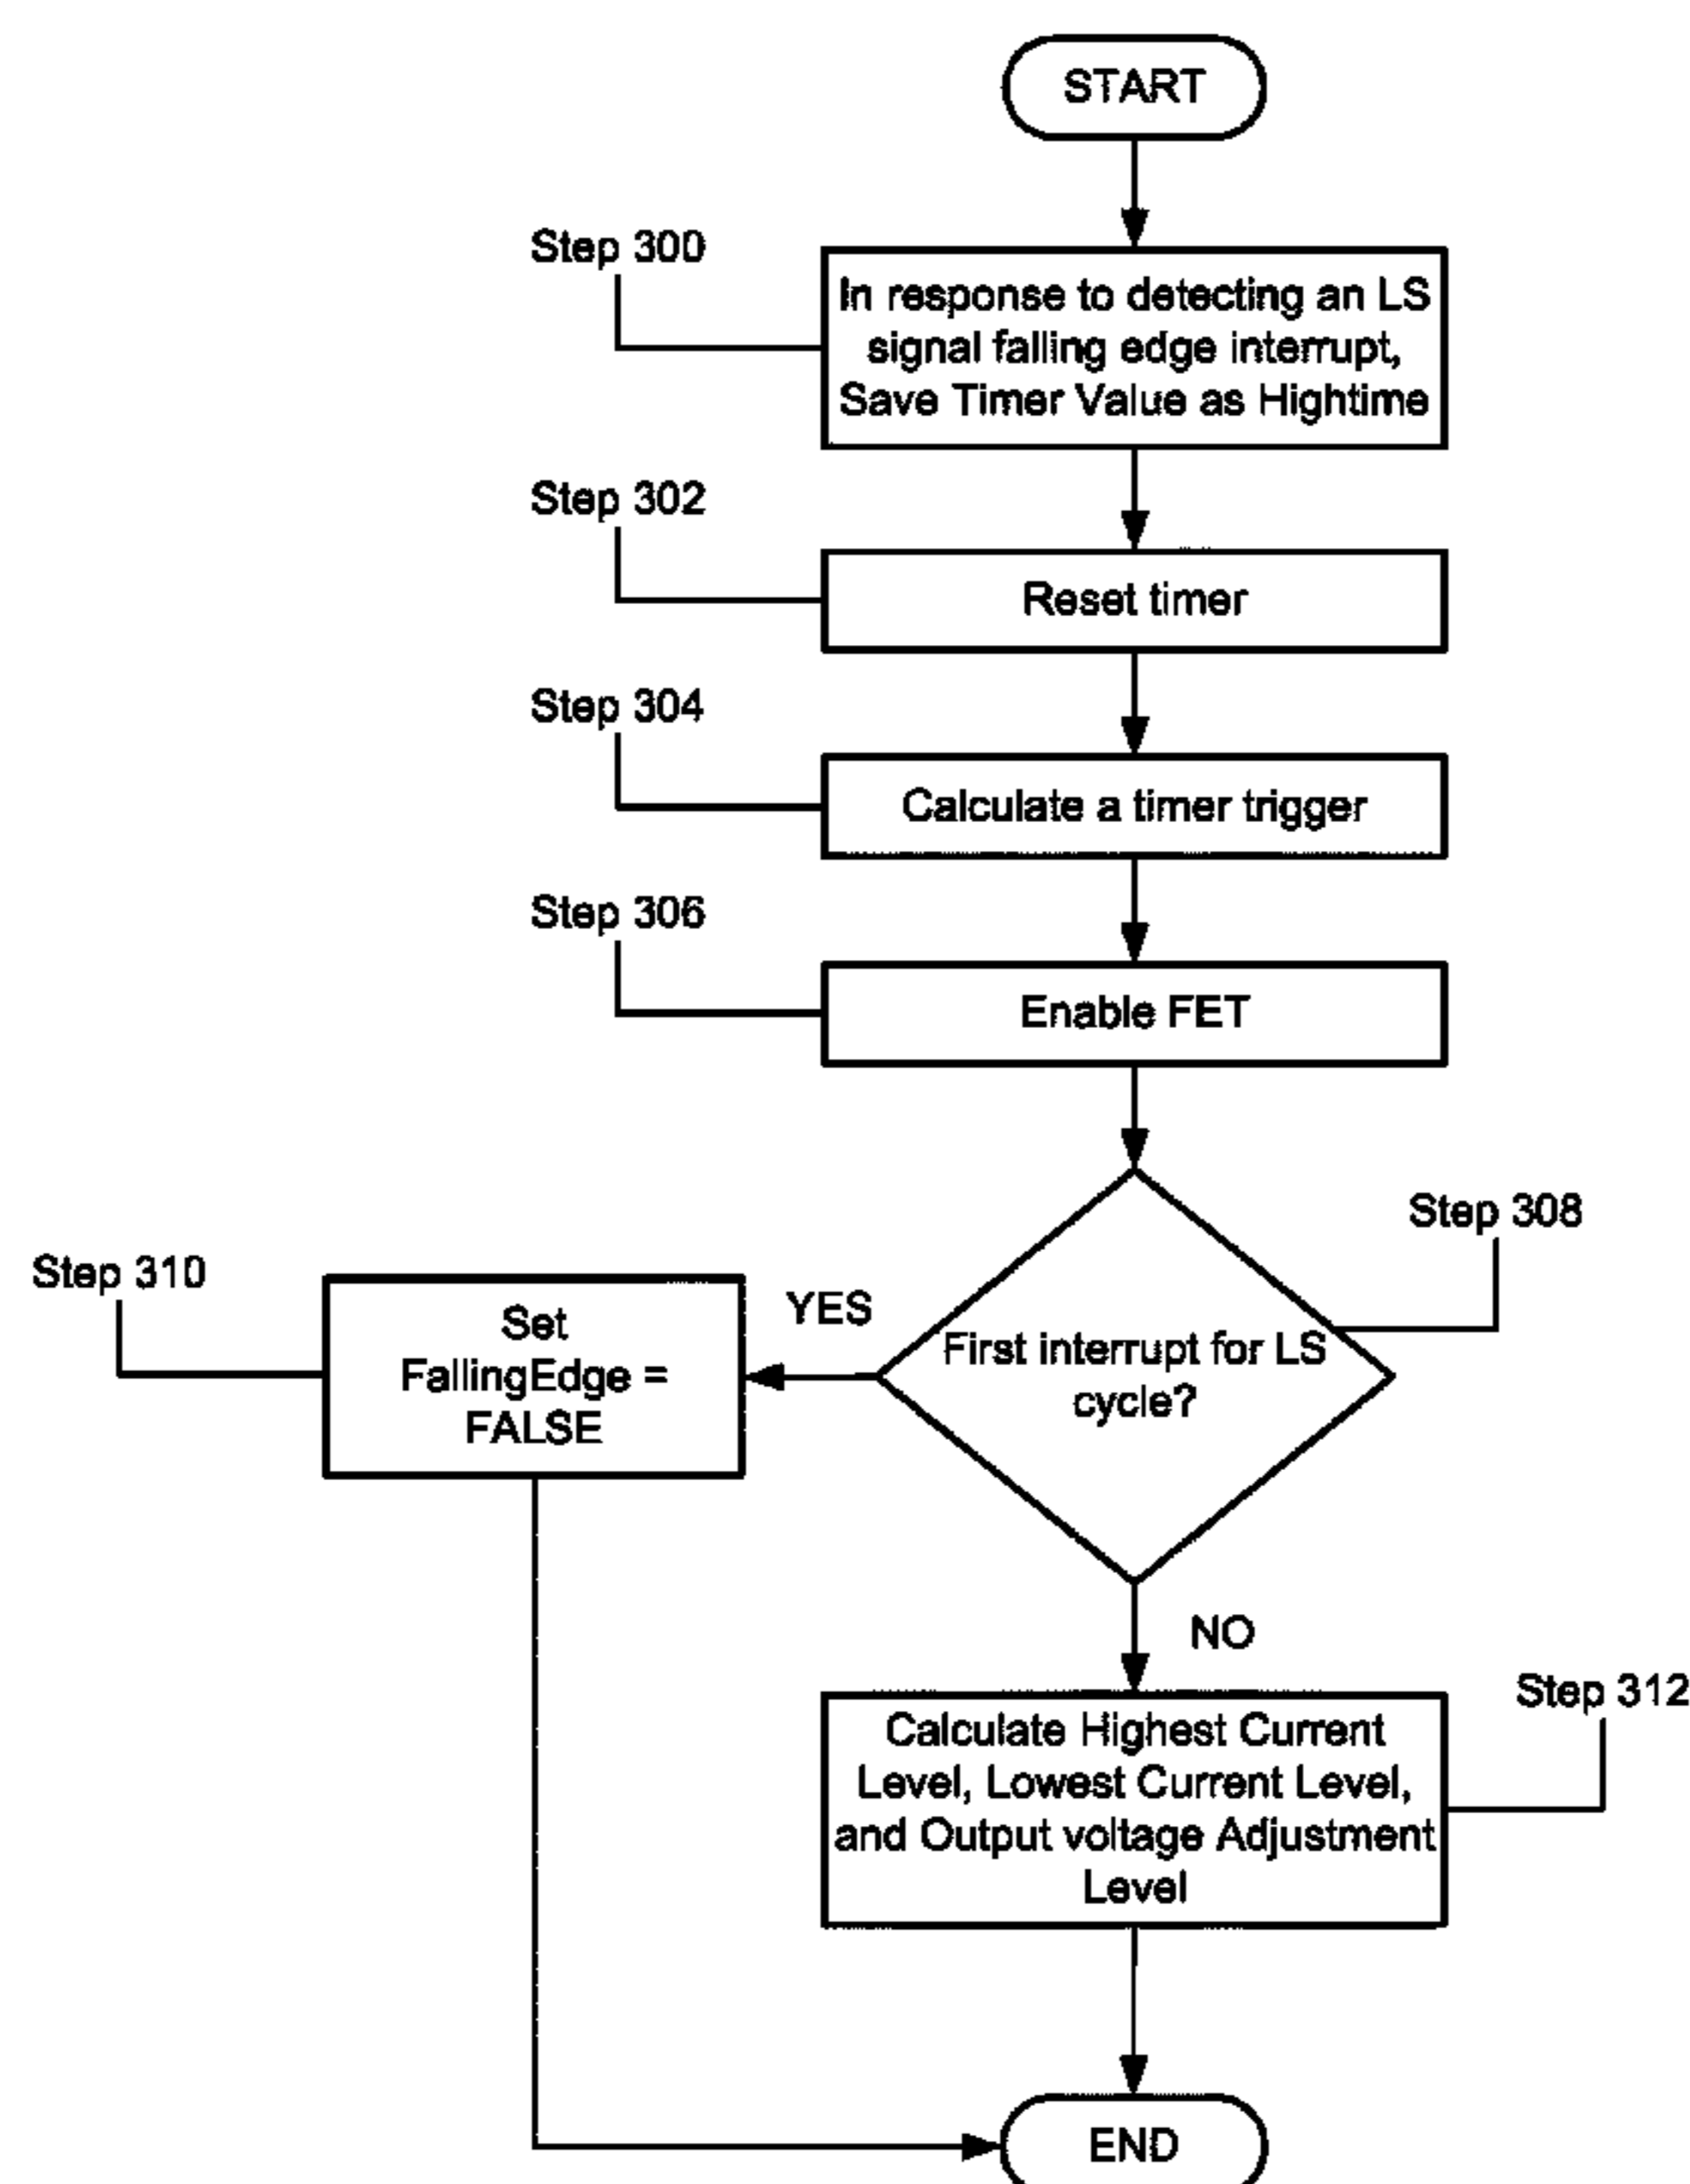 START
Step 300
In response to detecting an LS
signal falling edge interrupt,
Save Timer Value as Hightime
Step 302
Reset timer
Step 304
Calculate a timer trigger
Step 306
Enable FET
Step 308
First interrupt for LS
cycle?
YES
Step 310
Set
FallingEdge =
FALSE
NO
Step 312
Calculate Highest Current
Level, Lowest Current Level,
and Output voltage Adjustment
Level
END